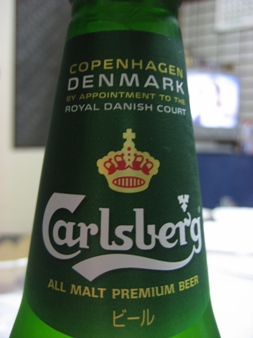 COPENHAGEN
DENMARK
BY APPOINTMENT TO THE
ROYAL DANISH COURT
Carlsberg
ALL MALT PREMIUM BEER
ビール